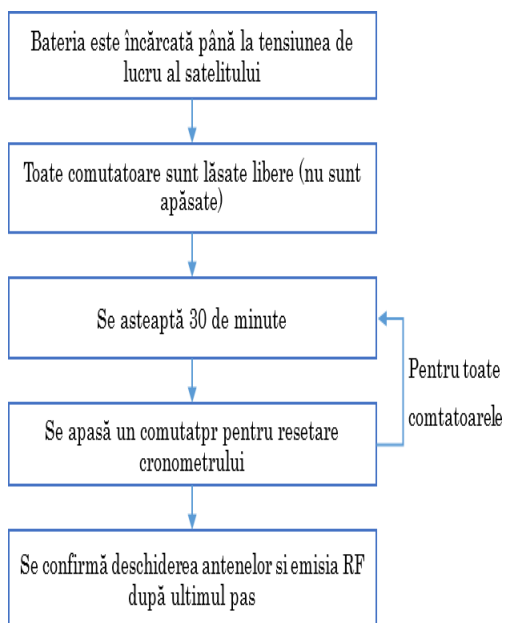 Bateria este încărcată până la tensiunea de
lucru al satelitului
Toate comutatoare sunt lăsate libere (nu sunt
apăsate)
Se asteaptă 30 de minute
Pentru toate
comtatoarele
Se apasă un comutatpr pentru resetare
cronometrului
Se confirmă deschiderea antenelor si emisia RF
după ultimul pas